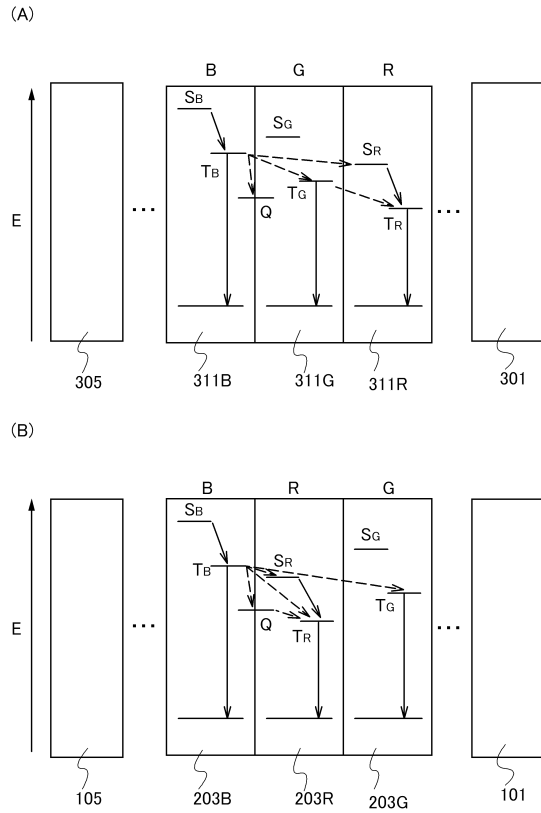 (A)
B G R
SB
SG
SR
TB
TG
TR
Q
E
... ...
305 311B 311G 311R 301
(B)
B R G
SB
SG
SR
TB
TG
TR
Q
E
... ...
105 203B 203R 203G 101